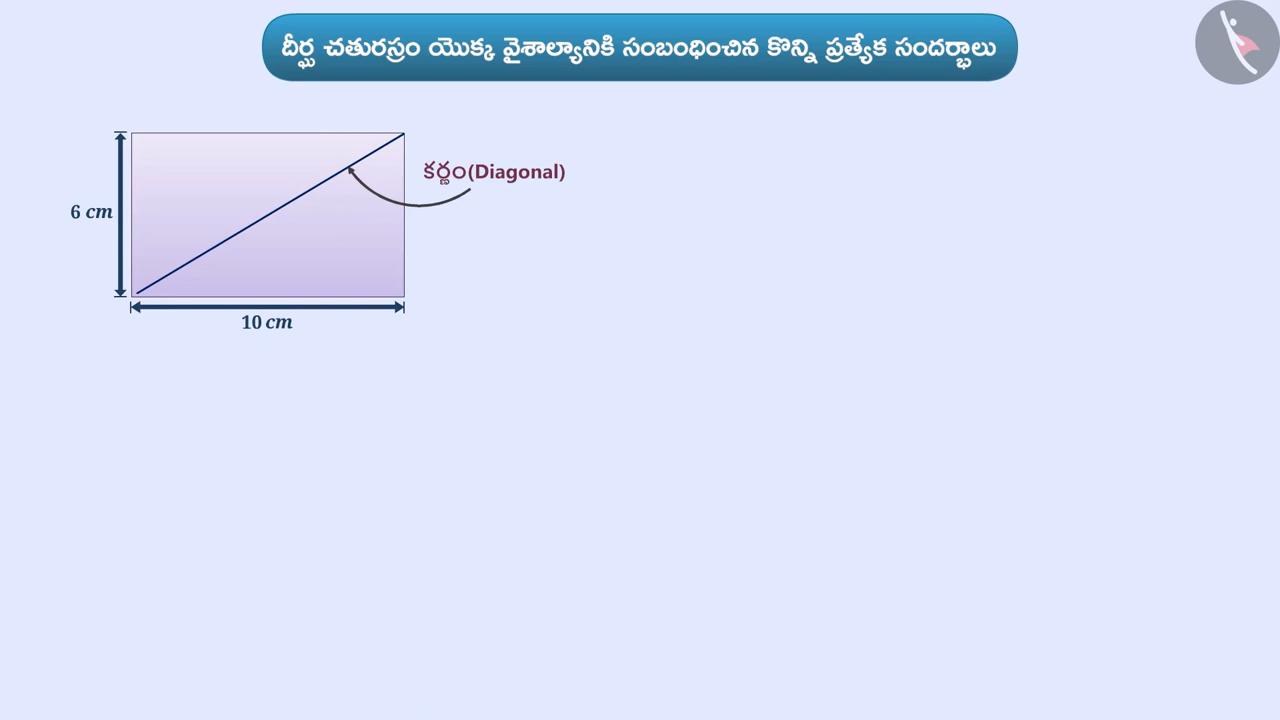 దీర్ఘ చతురస్రం యొక్క వైశాల్యానికి సంబంధించిన కొన్ని ప్రత్యేక సందర్భాలు
కర్ణం(Diagonal)
6 cm
10 cm